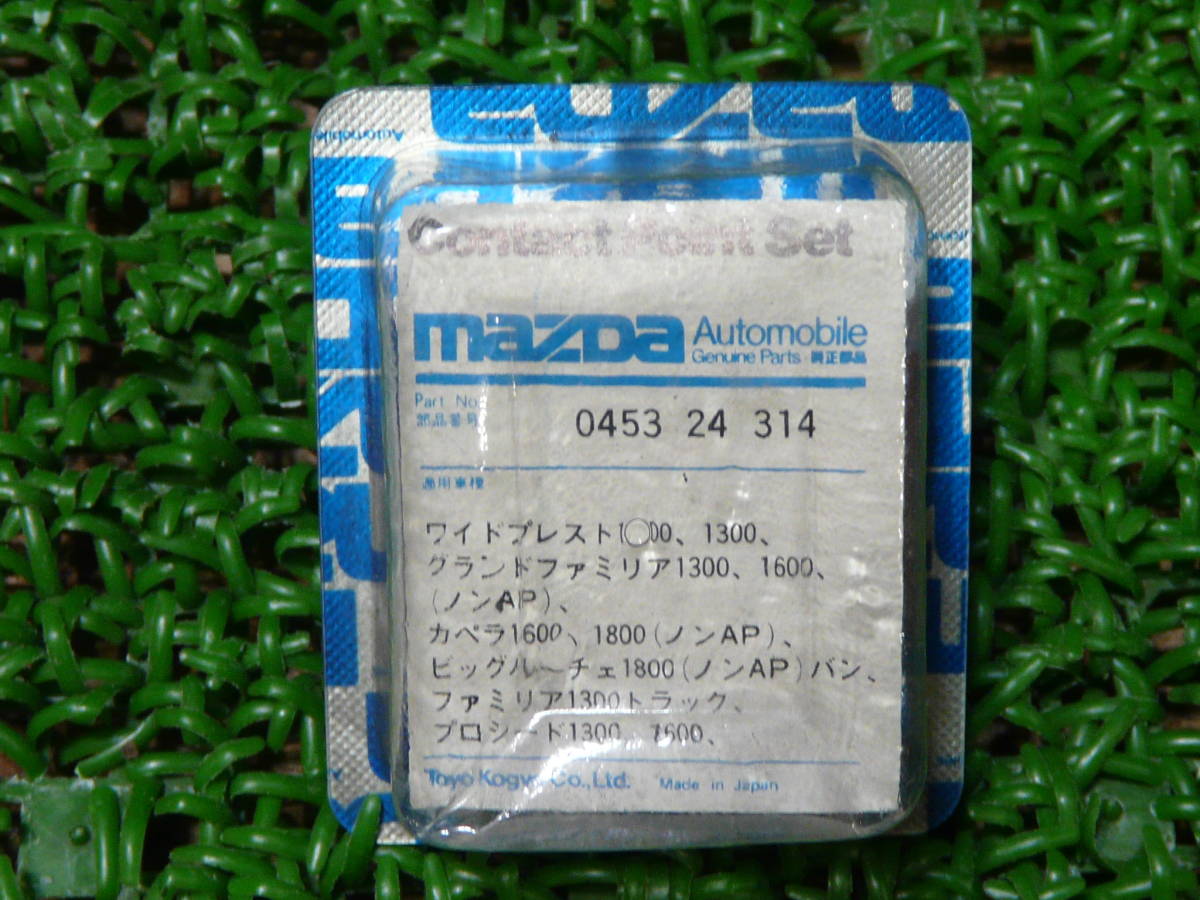 Contact Point Set
mazda Automobile
Genuine Parts 純正部品
Part No.
部品番号
0453 24 314
適用車種
ワイドプレスト1000、1300、
グランドファミリア1300、1600、
(ノンAP)、
カペラ1600、1800(ノンAP)、
ビッグルーチェ1800(ノンAP)バン、
ファミリア1300トラック、
プロシード1300、1600、
Toyo Kogyo Co.,Ltd. Made in Japan